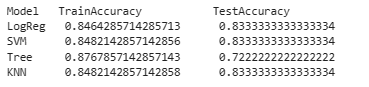 Model TrainAccuracy TestAccuracy
LogReg 0.8464285714285713 0.8333333333333334
SVM 0.8482142857142856 0.8333333333333334
Tree 0.8767857142857143 0.7222222222222222
KNN 0.8482142857142858 0.8333333333333334